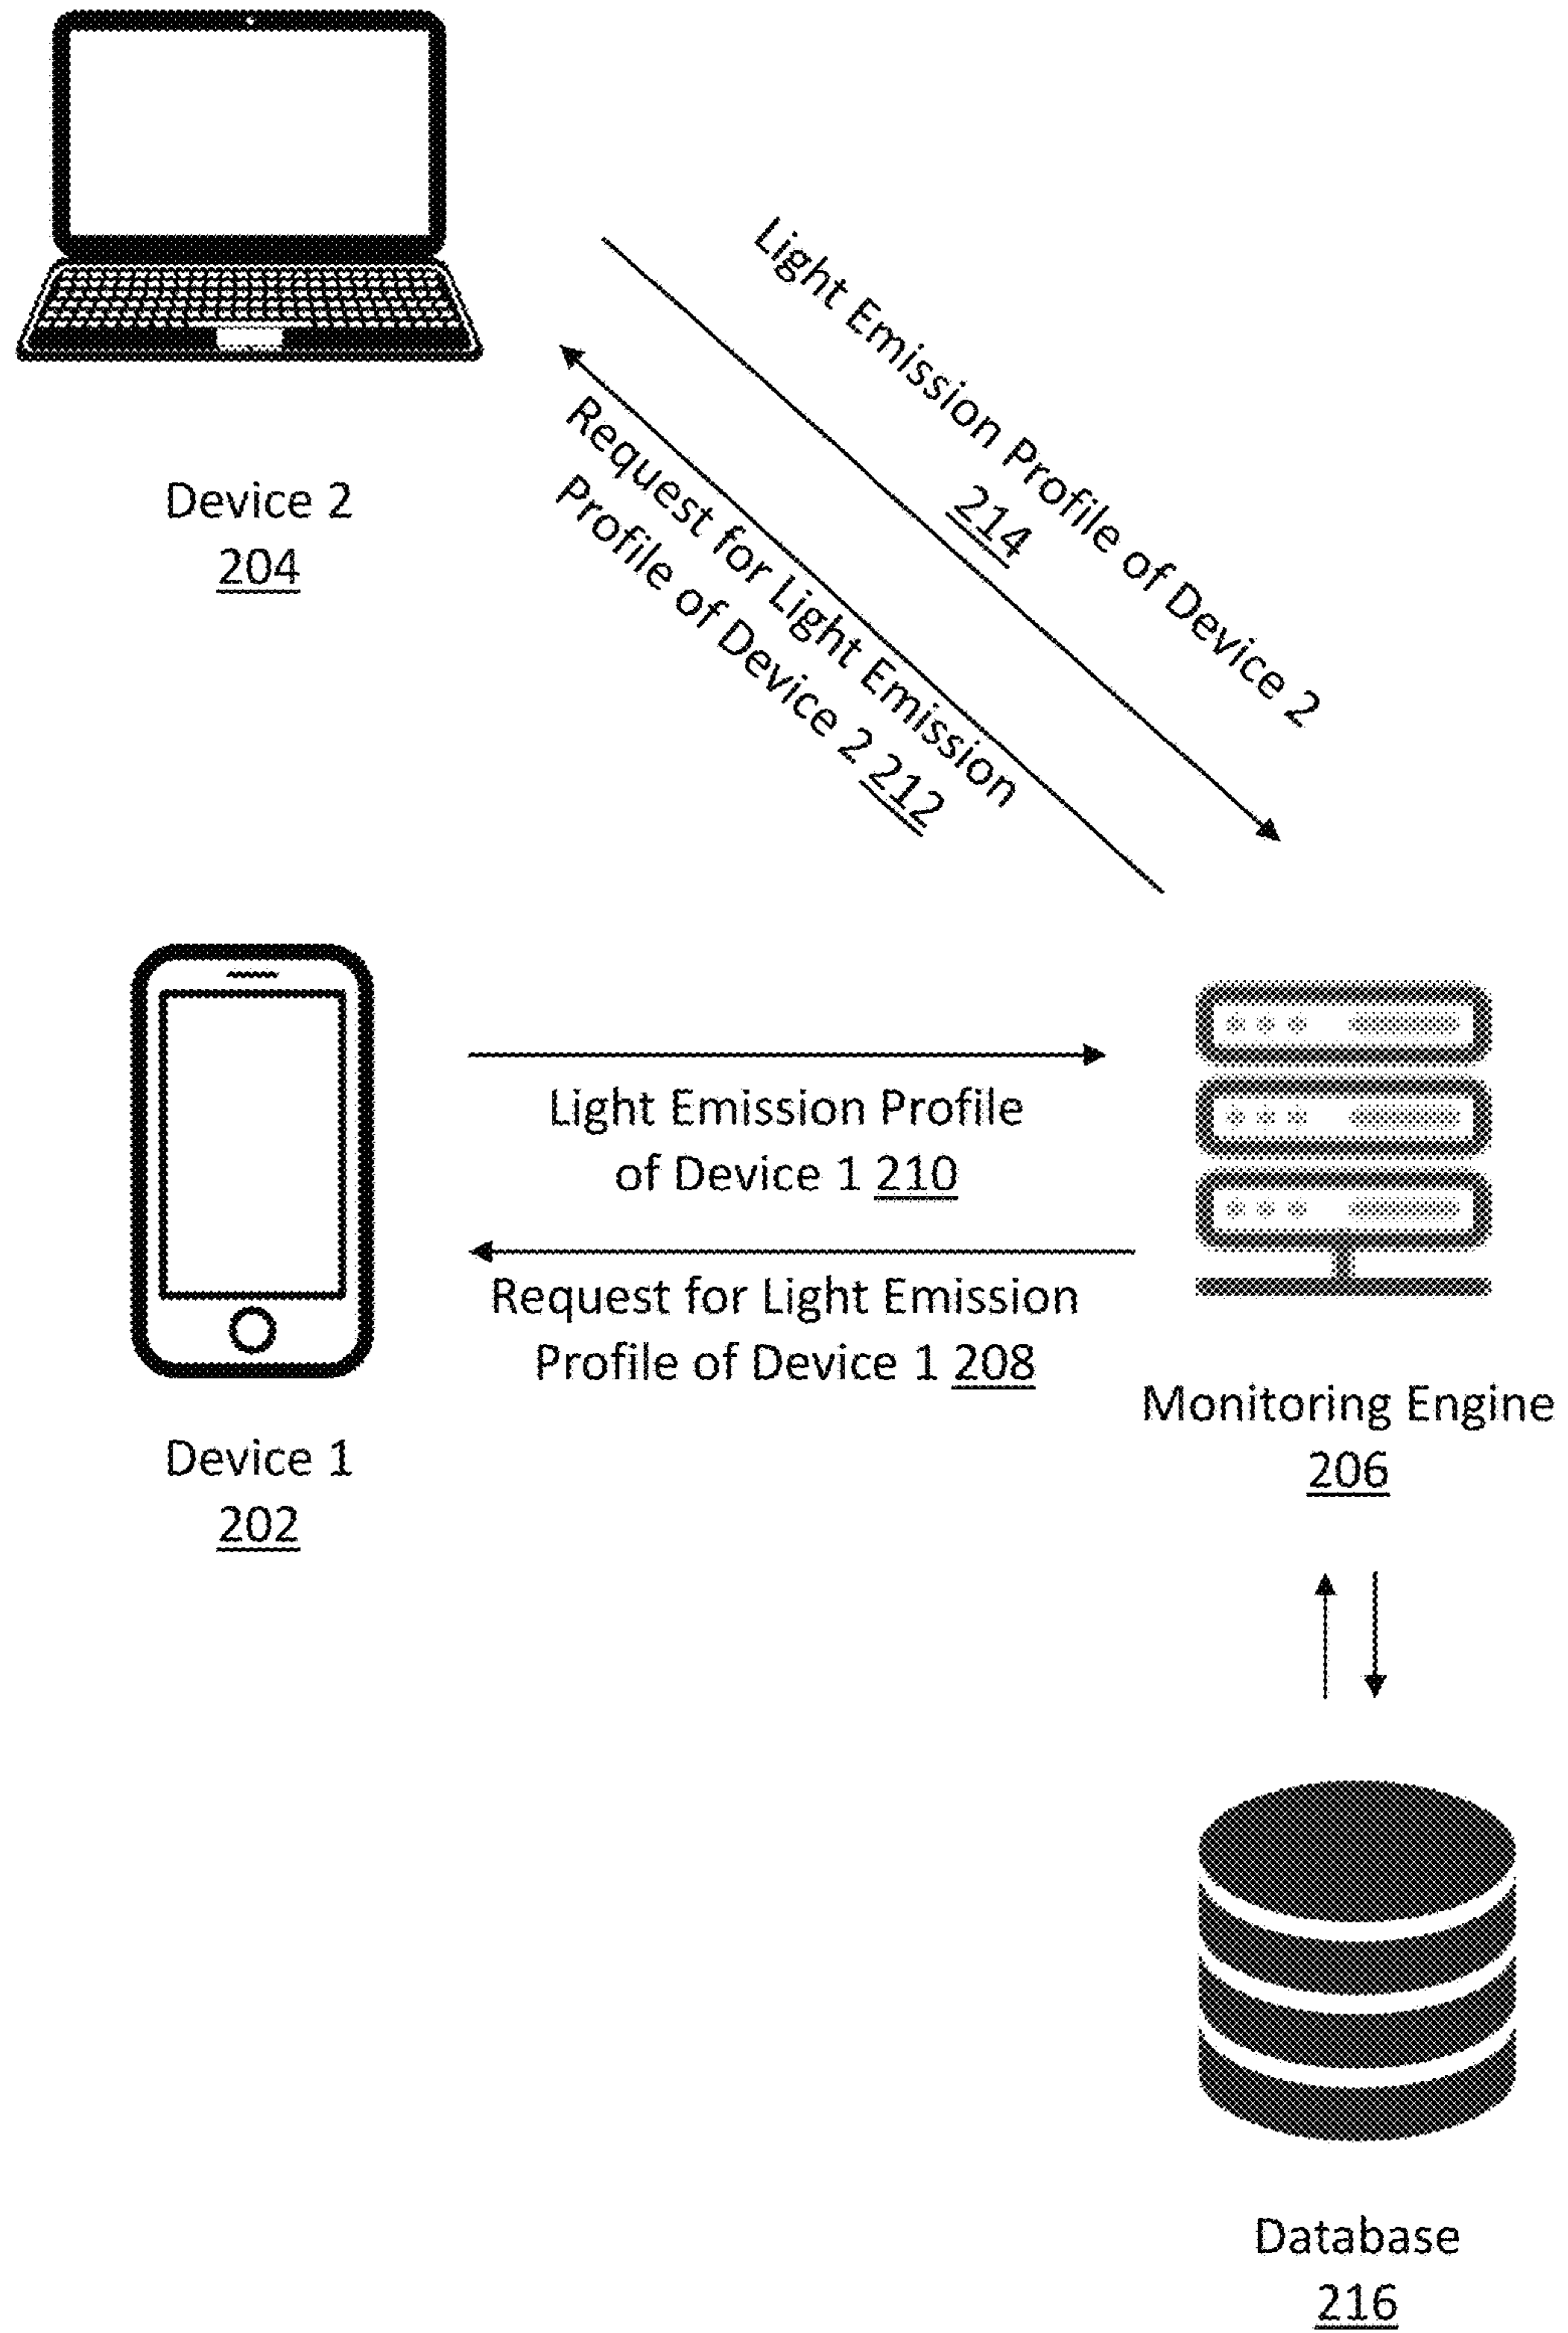 Light Emission Profile of Device 2
214
Request for Light Emission
Profile of Device 2 212
Device 2
204
Light Emission Profile
of Device 1 210
Request for Light Emission
Profile of Device 1 208
Device 1
202
Monitoring Engine
206
Database
216